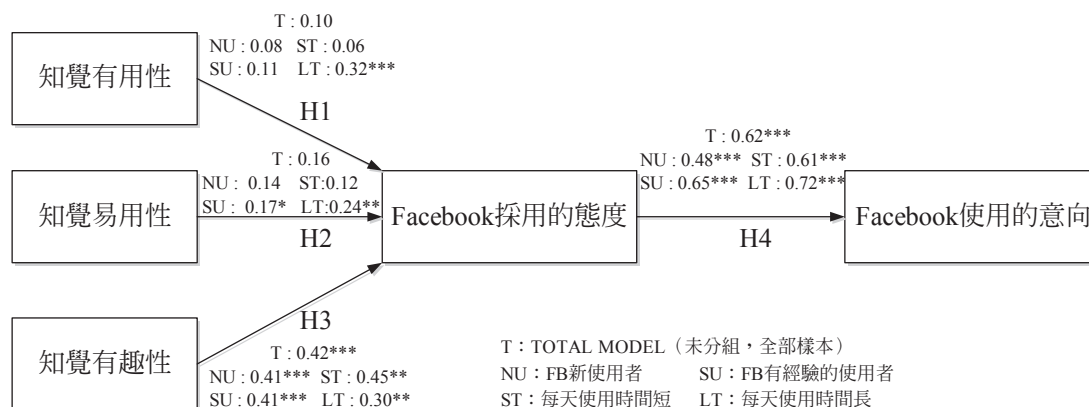 T : 0.10
NU : 0.08 ST : 0.06
SU : 0.11 LT : 0.32***
知覺有用性
H1
T : 0.16
NU : 0.14 ST:0.12
SU : 0.17* LT:0.24**
知覺易用性
H2
Facebook採用的態度
T : 0.62***
NU : 0.48*** ST : 0.61***
SU : 0.65*** LT : 0.72***
H4
Facebook使用的意向
H3
知覺有趣性
T : 0.42***
NU : 0.41*** ST : 0.45**
SU : 0.41*** LT : 0.30**
T：TOTAL MODEL（未分組，全部樣本）
NU：FB新使用者 SU：FB有經驗的使用者
ST：每天使用時間短 LT：每天使用時間長